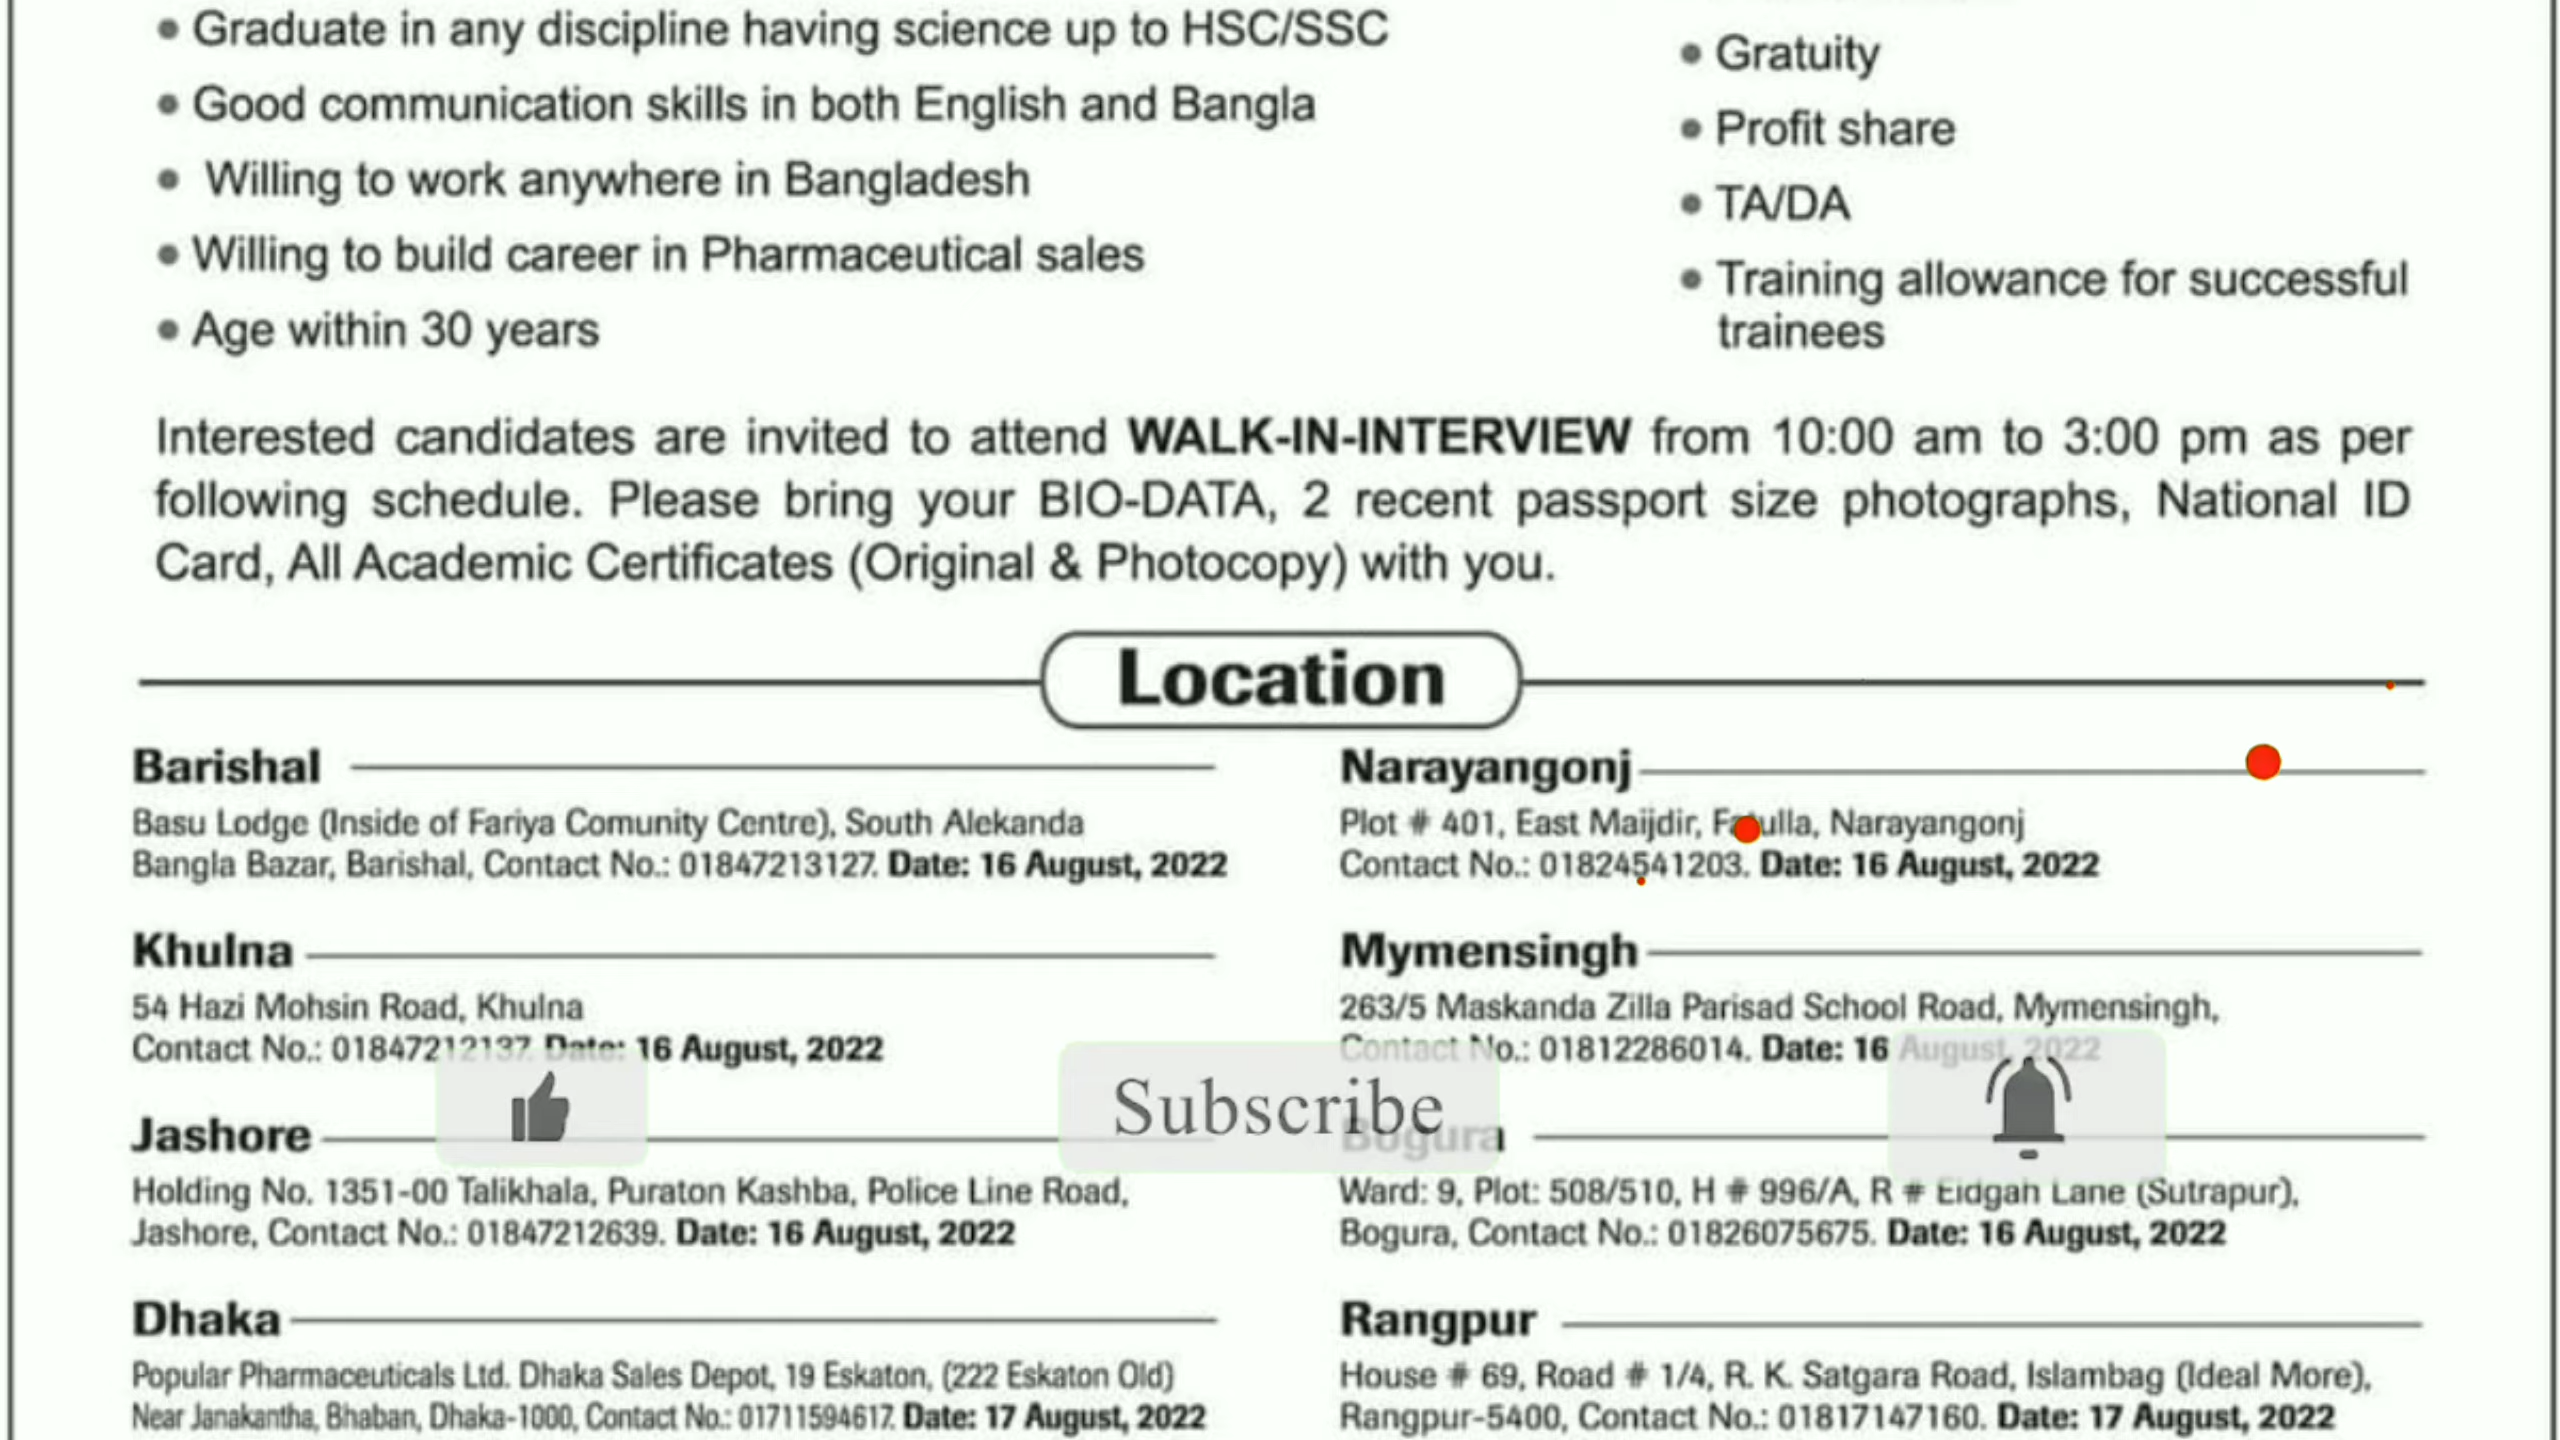 • Graduate in any discipline having science up to HSC/SSC
• Good communication skills in both English and Bangla
• Willing to work anywhere in Bangladesh
• Willing to build career in Pharmaceutical sales
• Age within 30 years
• Gratuity
• Profit share
• TA/DA
• Training allowance for successful
trainees
Interested candidates are invited to attend WALK-IN-INTERVIEW from 10:00 am to 3:00 pm as per
following schedule. Please bring your BIO-DATA, 2 recent passport size photographs, National ID
Card, All Academic Certificates (Original & Photocopy) with you.
Location
Barishal
Basu Lodge (Inside of Fariya Comunity Centre), South Alekanda
Bangla Bazar, Barishal, Contact No.: 01847213127. Date: 16 August, 2022
Khulna
54 Hazi Mohsin Road, Khulna
Contact No.: 01847212137. Date: 16 August, 2022
Jashore
Holding No. 1351-00 Talikhala, Puraton Kashba, Police Line Road,
Jashore, Contact No.: 01847212639. Date: 16 August, 2022
Dhaka
Popular Pharmaceuticals Ltd. Dhaka Sales Depot, 19 Eskaton, (222 Eskaton Old)
Near Janakantha, Bhaban, Dhaka-1000, Contact No.: 01711594617. Date: 17 August, 2022
Narayangonj
Plot # 401, East Maijdir, Fatulla, Narayangonj
Contact No.: 01824541203. Date: 16 August, 2022
Mymensingh
263/5 Maskanda Zilla Parisad School Road, Mymensingh,
Contact No.: 01812286014. Date: 16 August, 2022
Subscribe
Bogura
Ward: 9, Plot: 508/510, H # 996/A, R # Eidgah Lane (Sutrapur),
Bogura, Contact No.: 01826075675. Date: 16 August, 2022
Rangpur
House # 69, Road # 1/4, R. K. Satgara Road, Islambag (Ideal More),
Rangpur-5400, Contact No.: 01817147160. Date: 17 August, 2022